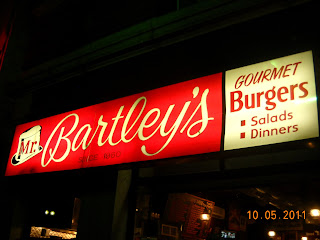 Mr. Bartley's
GOURMET
Burgers
Salads
Dinners
10.05.2011